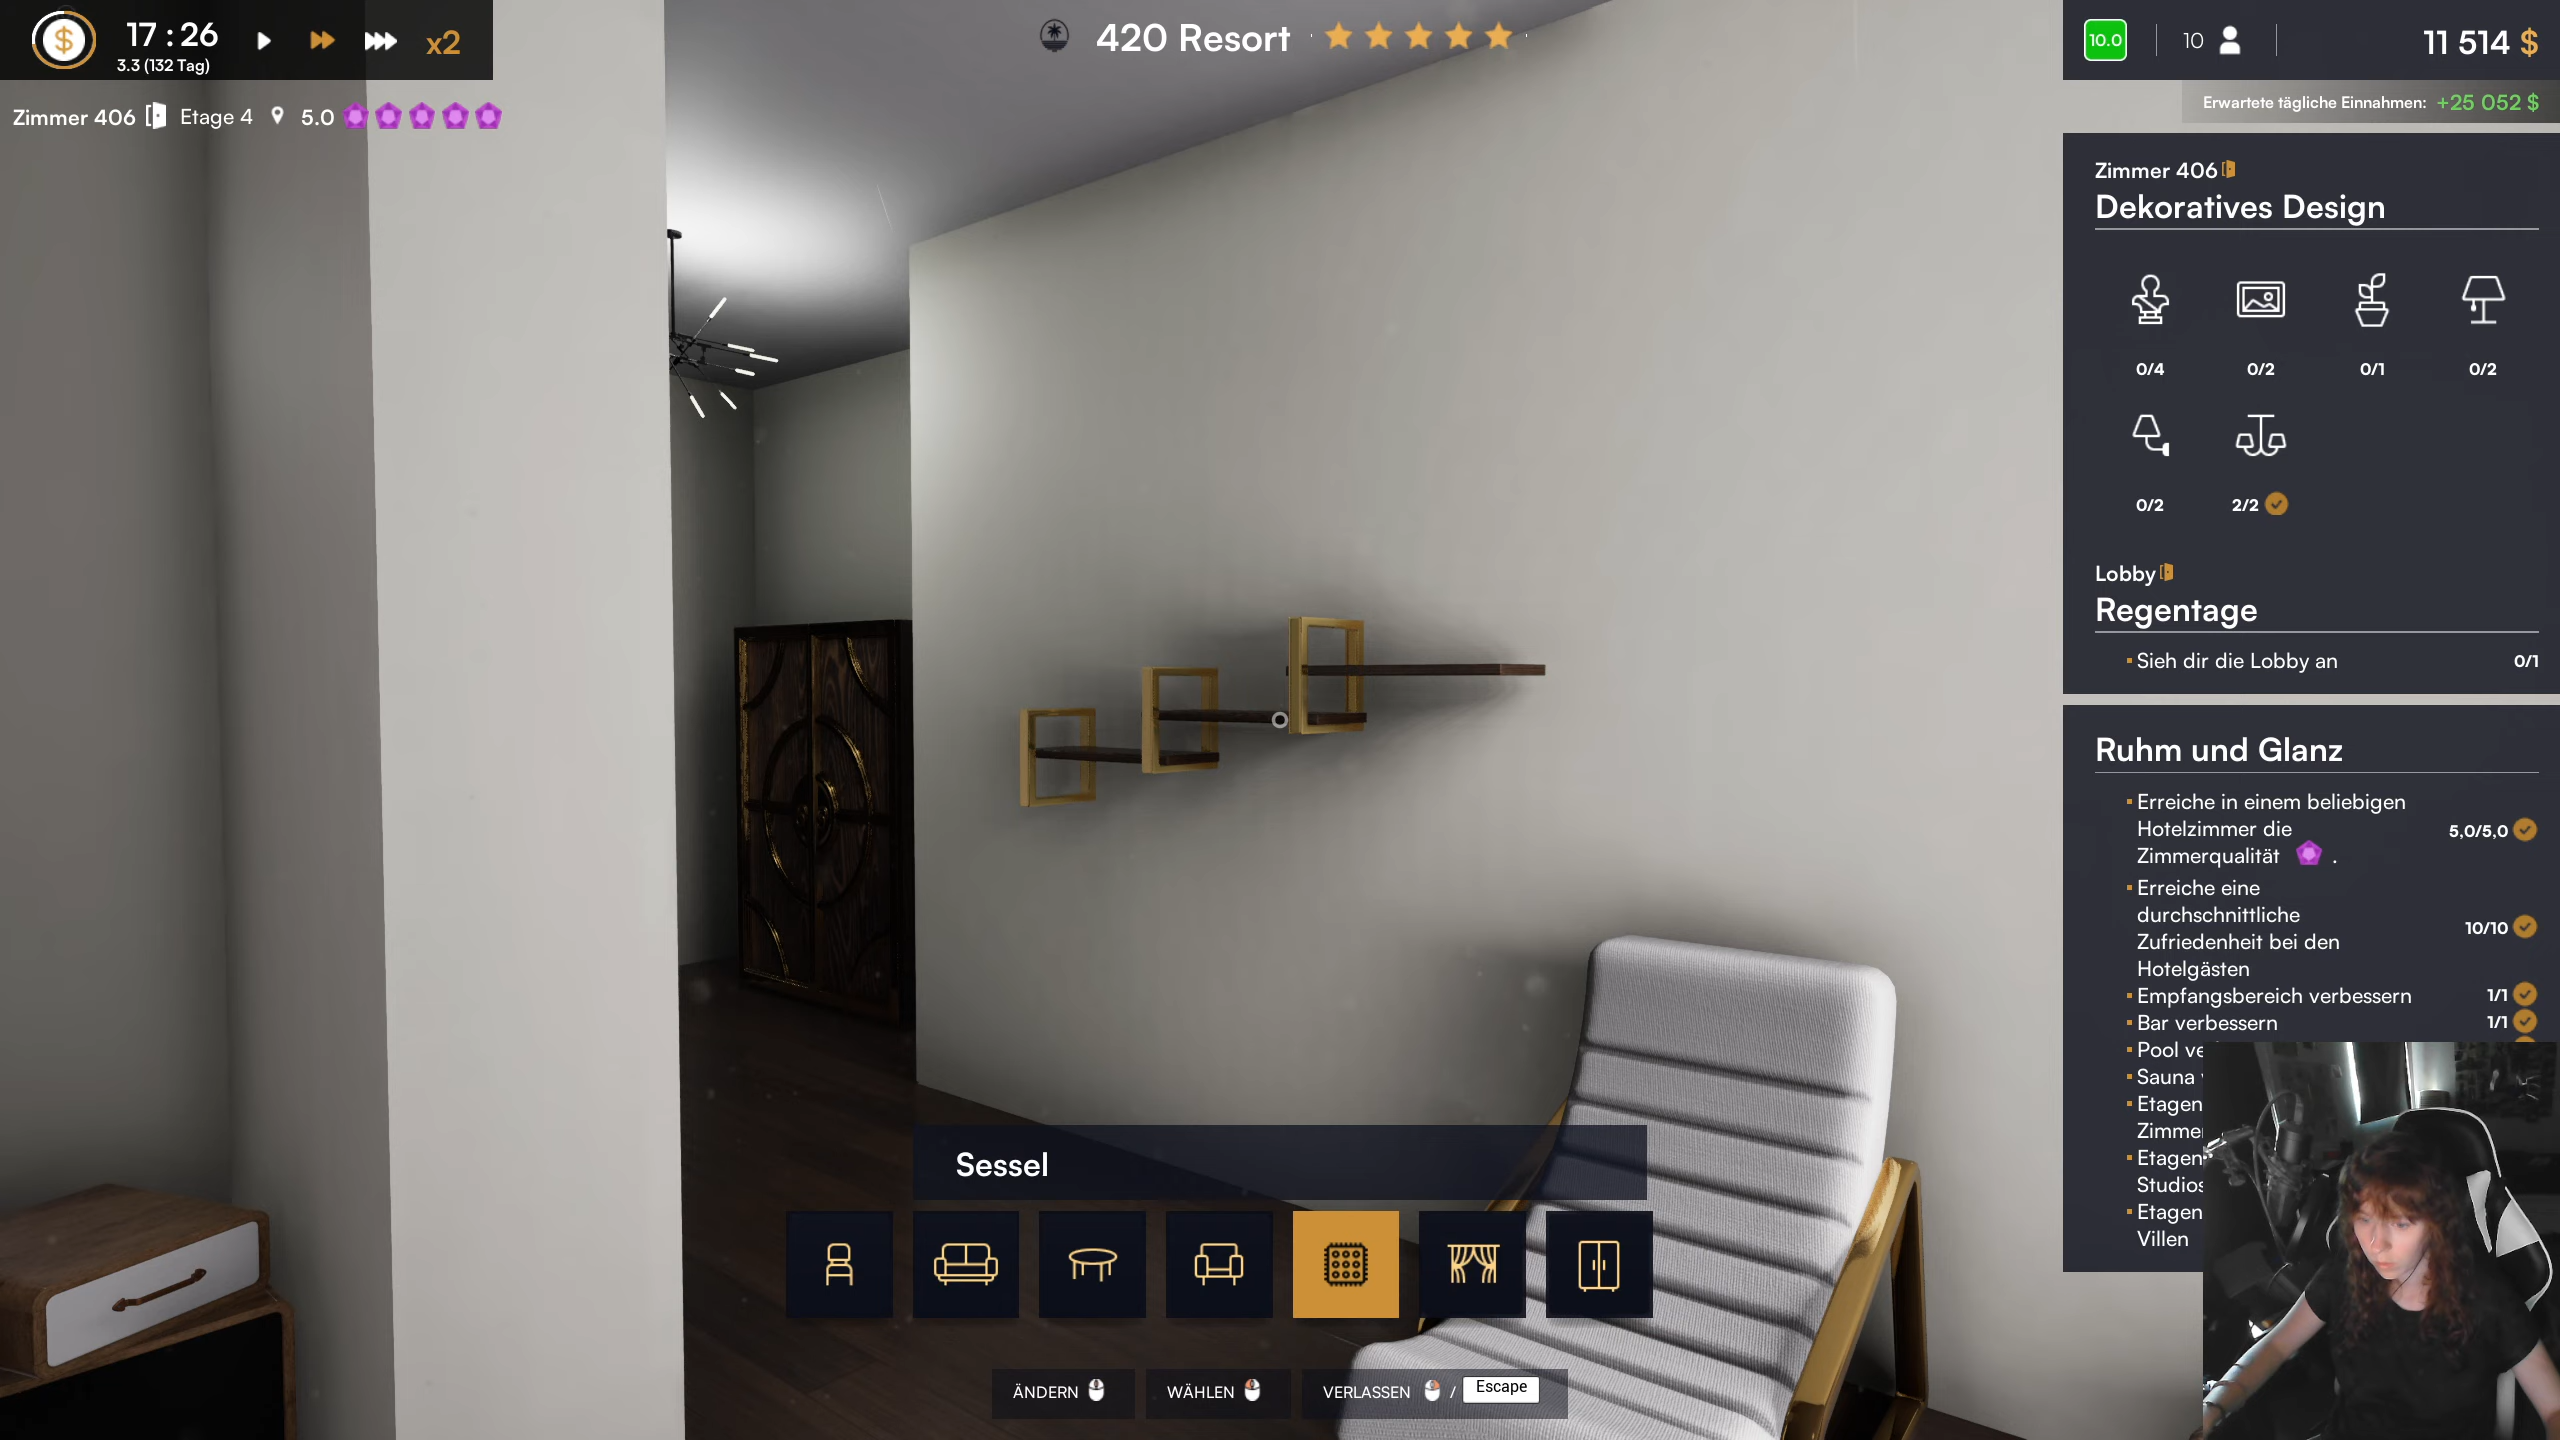 17 : 26
x2
3.3 (132 Tag)
420 Resort
10.0
10
11 514 $
Erwartete tägliche Einnahmen: +25 052 $
Zimmer 406 Etage 4 5.0
Zimmer 406
Dekoratives Design
0/4 0/2 0/1 0/2
0/2 2/2
Lobby
Regentage
Sieh dir die Lobby an 0/1
Ruhm und Glanz
Erreiche in einem beliebigen
Hotelzimmer die 5,0/5,0
Zimmerqualität .
Erreiche eine
durchschnittliche
Zufriedenheit bei den 10/10
Hotelgästen
Empfangsbereich verbessern 1/1
Bar verbessern 1/1
Pool
Sauna
Etagen
Etagen
Etagen
Villen
Sessel
ÄNDERN
WÄHLEN
VERLASSEN / Escape